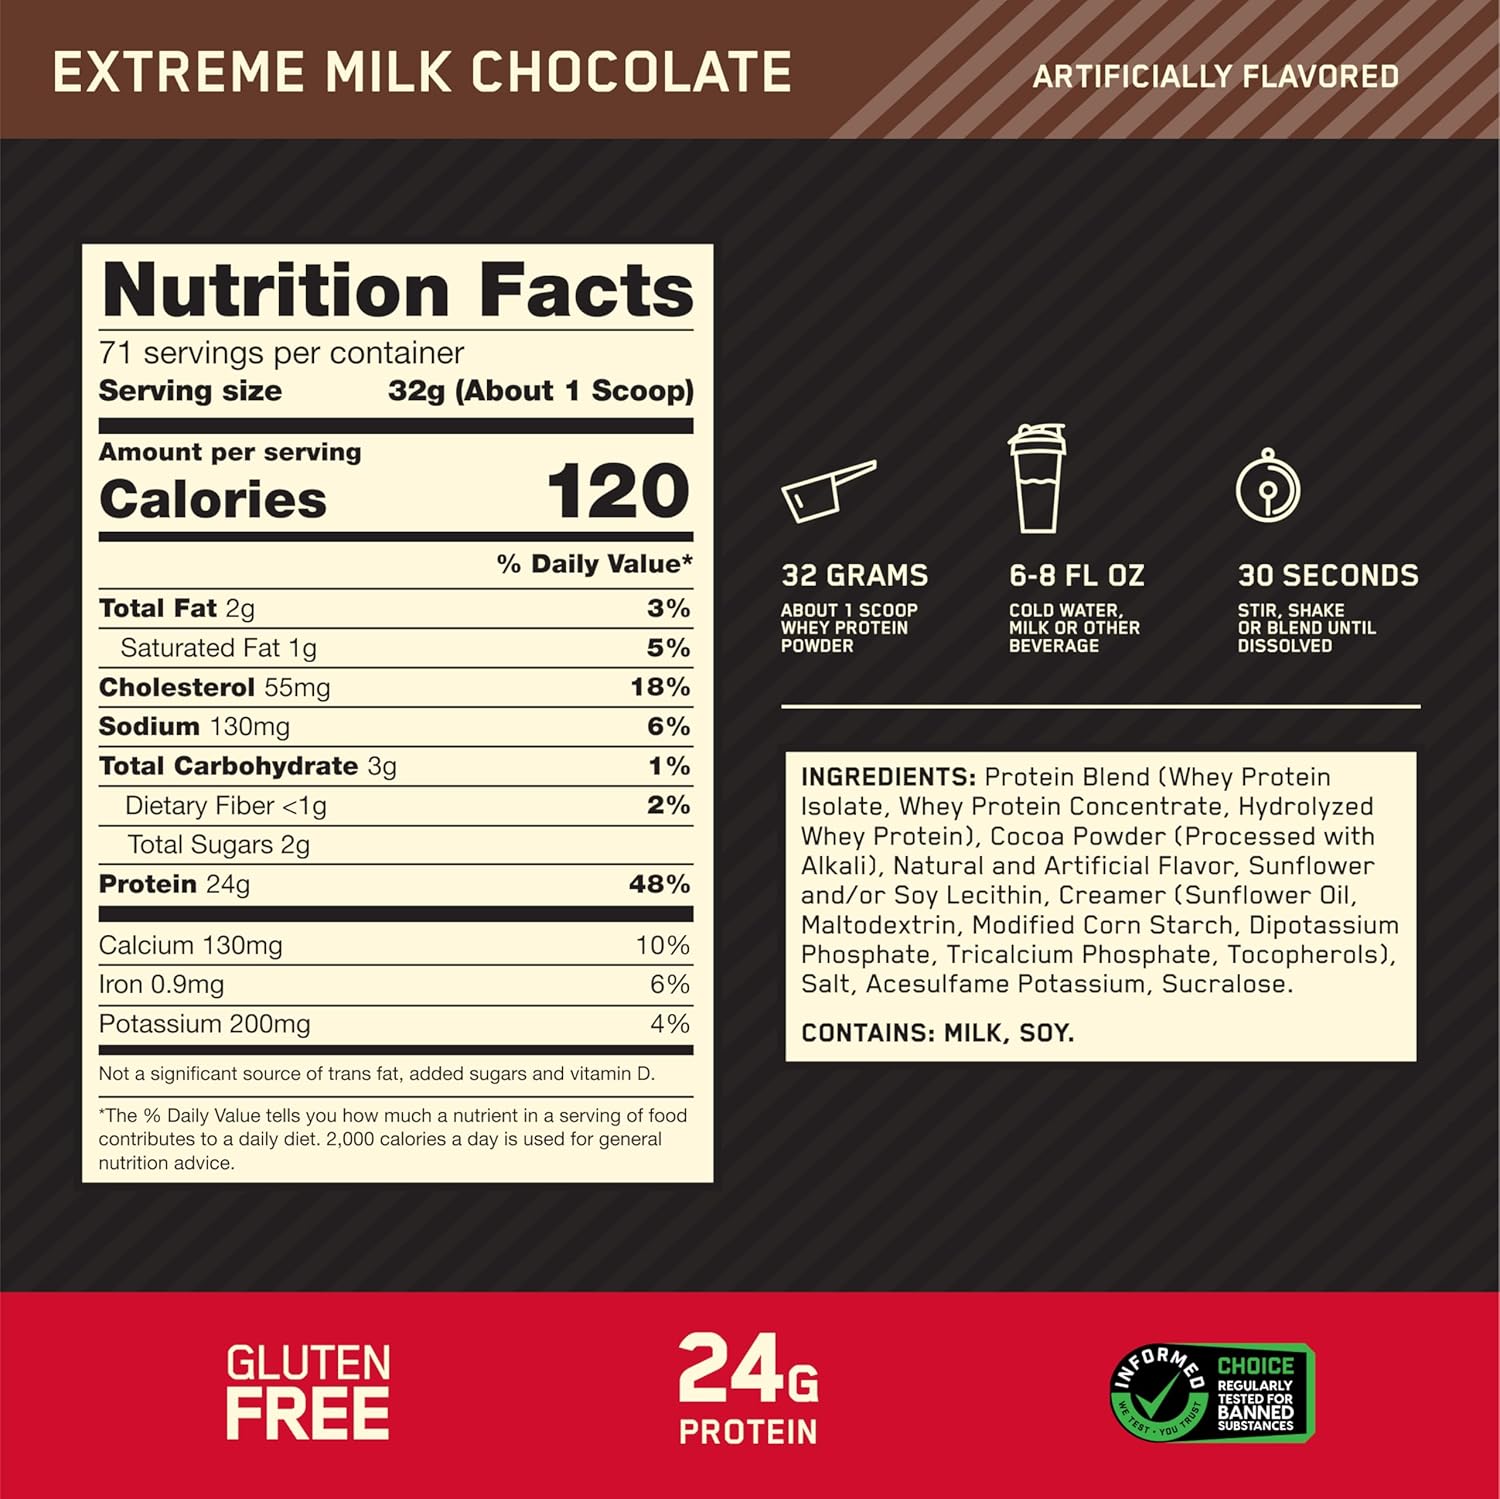 EXTREME MILK CHOCOLATE
ARTIFICIALLY FLAVORED
Nutrition Facts
71 servings per container
Serving size 32g (About 1 Scoop)
Amount per serving
Calories 120
% Daily Value*
Total Fat 2g 3%
Saturated Fat 1g 5%
Cholesterol 55mg 18%
Sodium 130mg 6%
Total Carbohydrate 3g 1%
Dietary Fiber <1g 2%
Total Sugars 2g
Protein 24g 48%
Calcium 130mg 10%
Iron 0.9mg 6%
Potassium 200mg 4%
Not a significant source of trans fat, added sugars and vitamin D.
*The % Daily Value tells you how much a nutrient in a serving of food
contributes to a daily diet. 2,000 calories a day is used for general
nutrition advice.
32 GRAMS
ABOUT 1 SCOOP
WHEY PROTEIN
POWDER
6-8 FL OZ
COLD WATER,
MILK OR OTHER
BEVERAGE
30 SECONDS
STIR, SHAKE
OR BLEND UNTIL
DISSOLVED
INGREDIENTS: Protein Blend (Whey Protein
Isolate, Whey Protein Concentrate, Hydrolyzed
Whey Protein), Cocoa Powder (Processed with
Alkali), Natural and Artificial Flavor, Sunflower
and/or Soy Lecithin, Creamer (Sunflower Oil,
Maltodextrin, Modified Corn Starch, Dipotassium
Phosphate, Tricalcium Phosphate, Tocopherols),
Salt, Acesulfame Potassium, Sucralose.
CONTAINS: MILK, SOY.
GLUTEN
FREE
24G
PROTEIN
INFORMED
WE TEST · YOU TRUST
CHOICE
REGULARLY
TESTED FOR
BANNED
SUBSTANCES